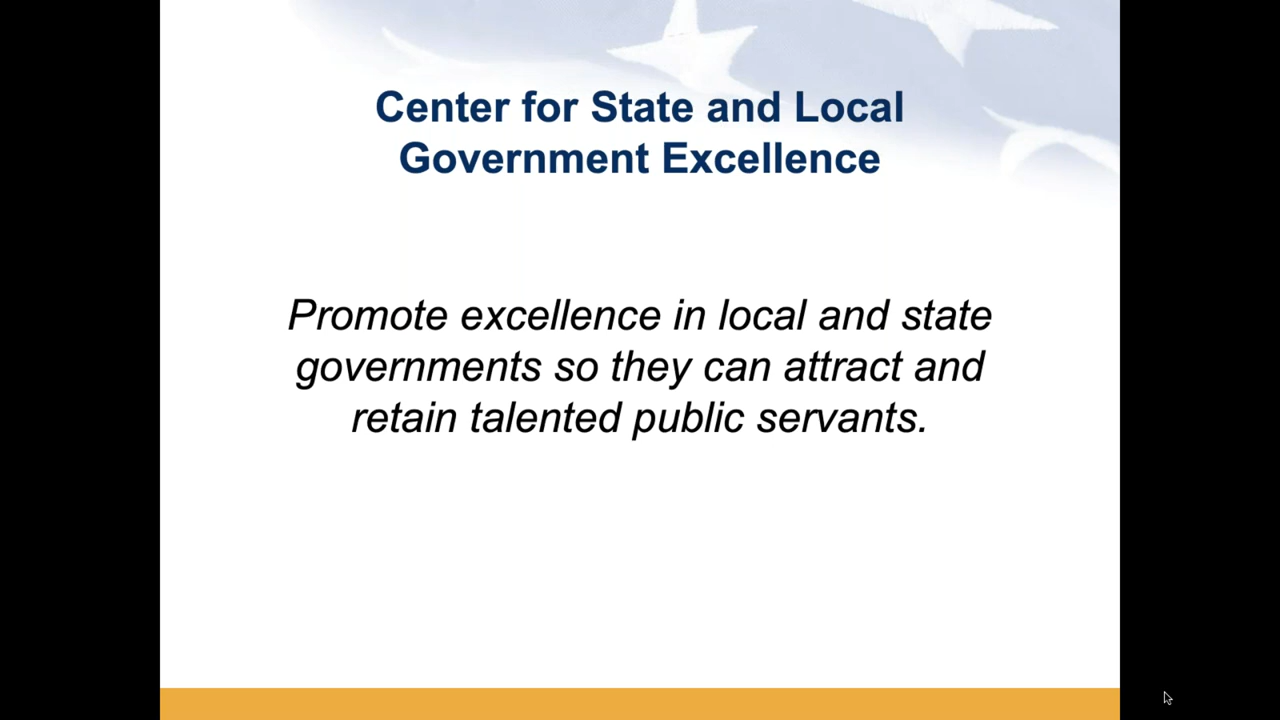 Center for State and Local
Government Excellence
Promote excellence in local and state
governments so they can attract and
retain talented public servants.